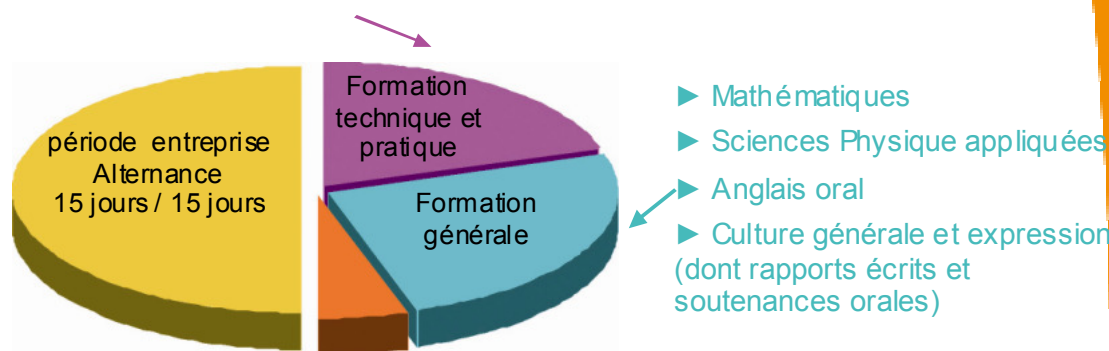 Formation
technique et
pratique
période entreprise
Alternance
15 jours / 15 jours
Formation
générale
► Mathématiques
► Sciences Physique appliquées
► Anglais oral
► Culture générale et expression
(dont rapports écrits et
soutenances orales)